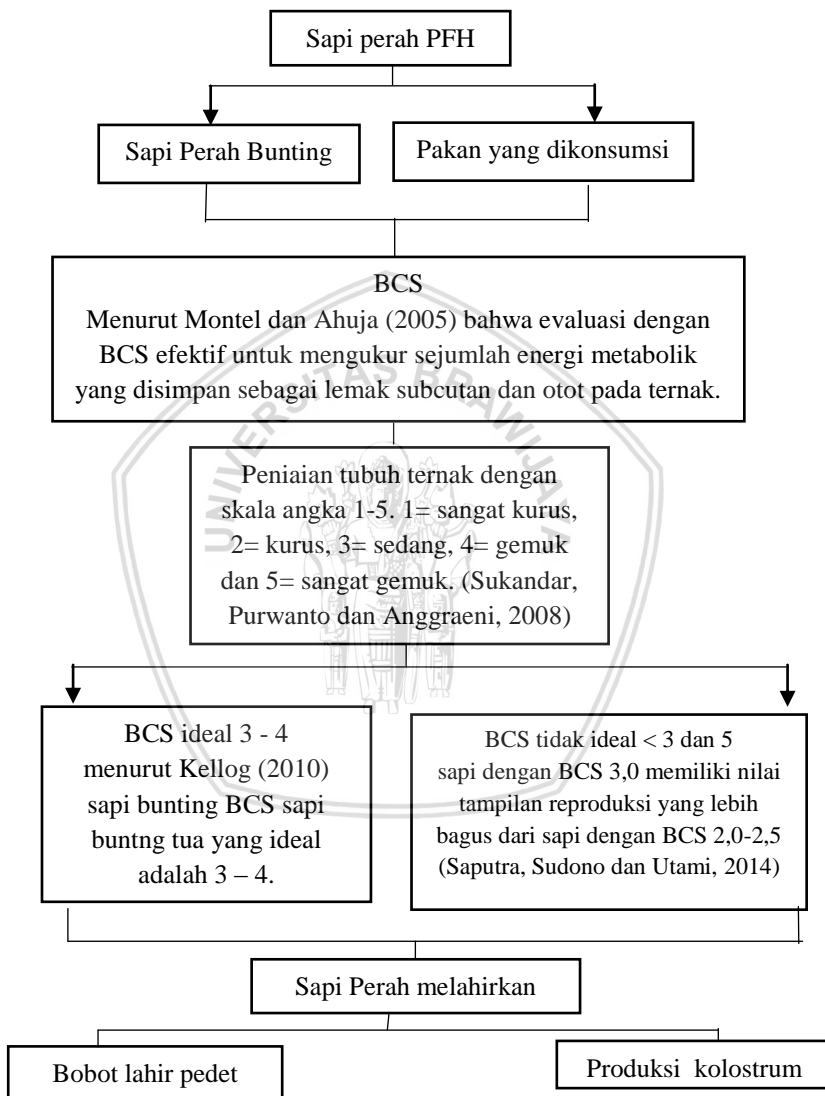 Sapi perah PFH
Sapi Perah Bunting
Pakan yang dikonsumsi
BCS
Menurut Montel dan Ahuja (2005) bahwa evaluasi dengan
BCS efektif untuk mengukur sejumlah energi metabolik
yang disimpan sebagai lemak subcutan dan otot pada ternak.
UNIVERSITAS BRAWIJAYA
Peniaian tubuh ternak dengan
skala angka 1-5. 1= sangat kurus,
2= kurus, 3= sedang, 4= gemuk
dan 5= sangat gemuk. (Sukandar,
Purwanto dan Anggraeni, 2008)
BCS ideal 3 - 4
menurut Kellog (2010)
sapi bunting BCS sapi
buntng tua yang ideal
adalah 3 – 4.
BCS tidak ideal < 3 dan 5
sapi dengan BCS 3,0 memiliki nilai
tampilan reproduksi yang lebih
bagus dari sapi dengan BCS 2,0-2,5
(Saputra, Sudono dan Utami, 2014)
Sapi Perah melahirkan
Bobot lahir pedet
Produksi kolostrum